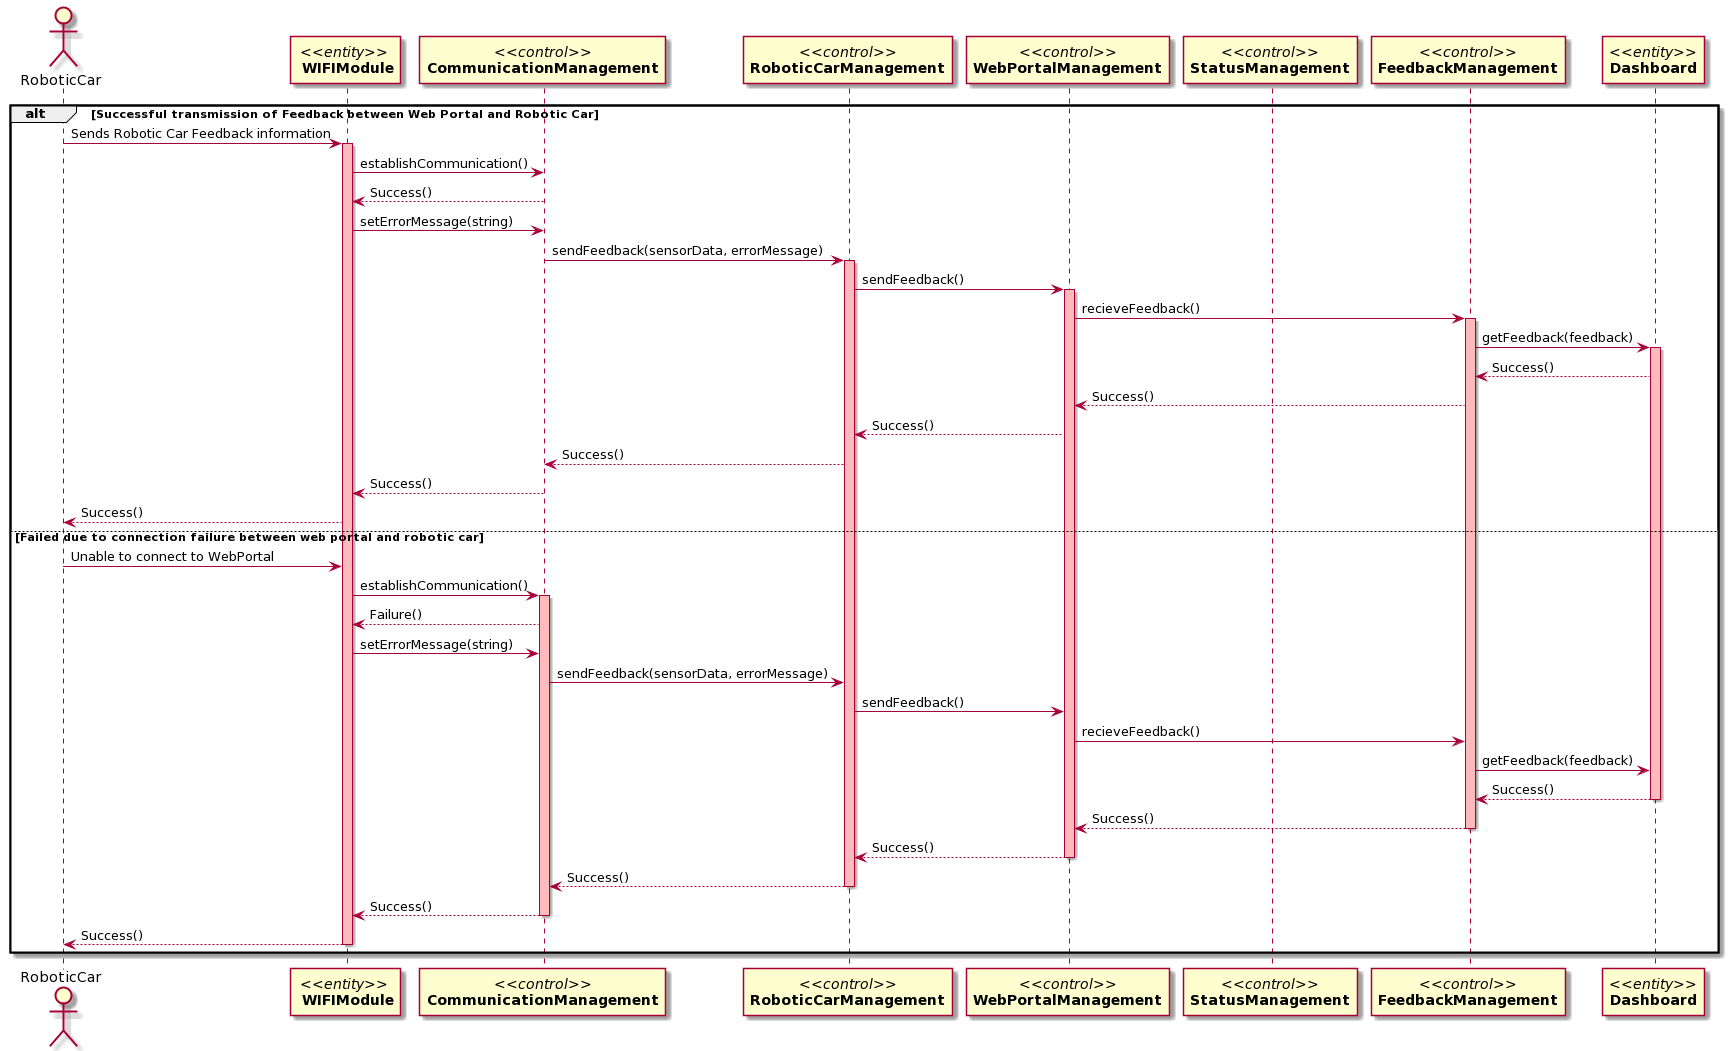 RoboticCar
<<entity>>
WIFIModule
<<control>>
CommunicationManagement
<<control>>
RoboticCarManagement
<<control>>
WebPortalManagement
<<control>>
StatusManagement
<<control>>
FeedbackManagement
<<entity>>
Dashboard
alt
[Successful transmission of Feedback between Web Portal and Robotic Car]
Sends Robotic Car Feedback information
establishCommunication()
Success()
setErrorMessage(string)
sendFeedback(sensorData, errorMessage)
sendFeedback()
recieveFeedback()
getFeedback(feedback)
Success()
Success()
Success()
Success()
Success()
Success()
[Failed due to connection failure between web portal and robotic car]
Unable to connect to WebPortal
establishCommunication()
Failure()
setErrorMessage(string)
sendFeedback(sensorData, errorMessage)
sendFeedback()
recieveFeedback()
getFeedback(feedback)
Success()
Success()
Success()
Success()
Success()
Success()
RoboticCar
<<entity>>
WIFIModule
<<control>>
CommunicationManagement
<<control>>
RoboticCarManagement
<<control>>
WebPortalManagement
<<control>>
StatusManagement
<<control>>
FeedbackManagement
<<entity>>
Dashboard